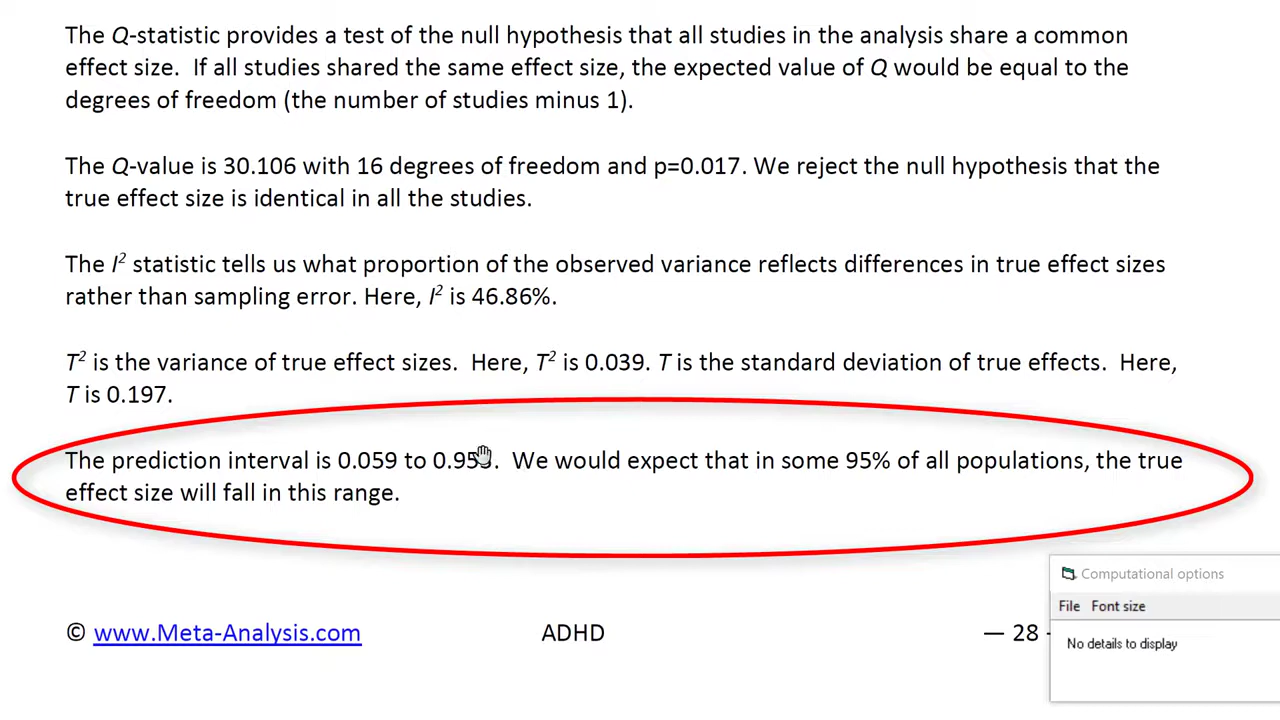 The Q-statistic provides a test of the null hypothesis that all studies in the analysis share a common
effect size. If all studies shared the same effect size, the expected value of Q would be equal to the
degrees of freedom (the number of studies minus 1).
The Q-value is 30.106 with 16 degrees of freedom and p=0.017. We reject the null hypothesis that the
true effect size is identical in all the studies.
The I² statistic tells us what proportion of the observed variance reflects differences in true effect sizes
rather than sampling error. Here, I² is 46.86%.
T² is the variance of true effect sizes. Here, T² is 0.039. T is the standard deviation of true effects. Here,
T is 0.197.
The prediction interval is 0.059 to We would expect that in some 95% of all populations, the true
effect size will fall in this range.
Computational options
File Font size
© www.Meta-Analysis.com ADHD — 28
No details to display